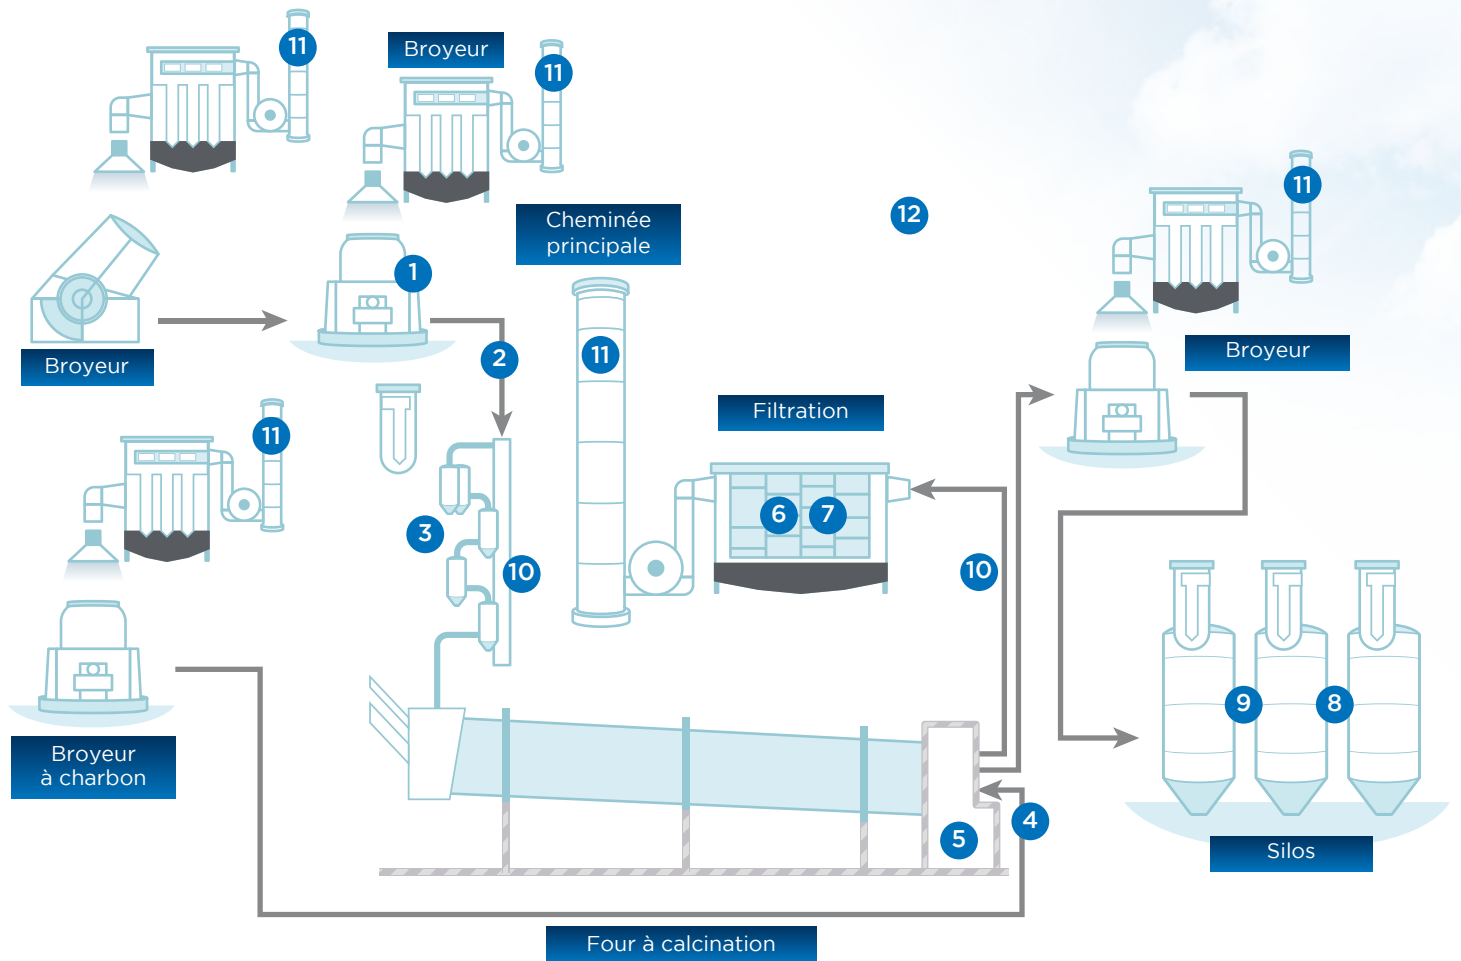 11
Broyeur
11
11
Cheminée
principale
12
1
Broyeur
2
11
Broyeur
Filtration
11
3
6
7
10
10
9
8
Broyeur
à charbon
4
5
Silos
Four à calcination